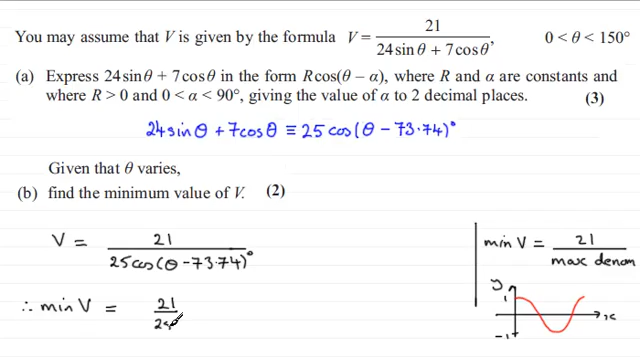 You may assume that V is given by the formula V = 21 / (24sinθ + 7cosθ), 0 < θ < 150°
(a) Express 24sinθ + 7cosθ in the form Rcos(θ − α), where R and α are constants and
where R > 0 and 0 < α < 90°, giving the value of α to 2 decimal places. (3)
24sinθ + 7cosθ ≡ 25cos(θ − 73.74)°
Given that θ varies,
(b) find the minimum value of V. (2)
V = 21 / 25cos(θ − 73.74)°
min V = 21 / max denom
∴ min V = 21 /
y
1
-1
x